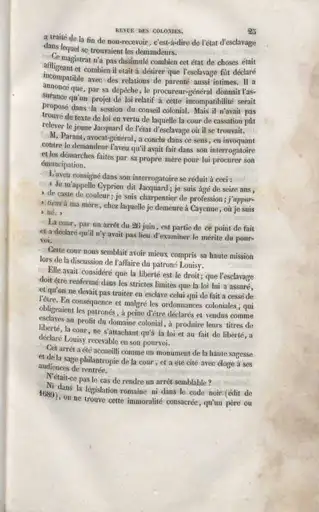 REVUE DES COLONIES. 25
a traité de la fin de non-recevoir, c'est-à-dire de l'état d'esclavage
dans lequel se trouvaient les demandeurs.
Ce magistrat n'a pas dissimulé combien cet état de choses était
affligeant et combien il était à désirer que l'esclavage fût déclaré
incompatible avec des relations de parenté aussi intimes. Il a
annoncé que, par sa dépêche, le procureur-général donnait l'as-
surance qu'un projet de loi relatif à cette incompatibilité serait
proposé dans la session du conseil colonial. Mais il n'avait pas
trouvé de texte de loi en vertu de laquelle la cour de cassation pût
relever le jeune Jacquard de l'état d'esclavage où il se trouvait.
M. Parant, avocat-général, a conclu dans ce sens, en invoquant
contre le demandeur l'aveu qu'il avait fait dans son interrogatoire
et les démarches faites par sa propre mère pour lui procurer son
émancipation.
L'aveu consigné dans son interrogatoire se réduit à ceci :
« Je m'appelle Cyprien dit Jacquard ; je suis âgé de seize ans,
» de caste de couleur ; je suis charpentier de profession ; j'appar-
» tiens à ma mère, chez laquelle je demeure à Cayenne, où je suis
» né. »
La cour, par un arrêt du 26 juin, est partie de ce point de fait
et a déclaré qu'il n'y avait pas lieu d'examiner le mérite du pour-
voi.
Cette cour nous semblait avoir mieux compris sa haute mission
lors de la discussion de l'affaire du patroné Louisy.
Elle avait considéré que la liberté est le droit; que l'esclavage
doit être renfermé dans les strictes limites que la loi lui a assuré,
et qu'on ne devait pas traiter en esclave celui qui de fait a cessé de
l'être. En conséquence et malgré les ordonnances coloniales, qui
obligeaient les patronés, à peine d'être déclarés et vendus comme
esclaves au profit du domaine colonial, à produire leurs titres de
liberté, la cour, ne s'attachant qu'à la loi et au fait de liberté, a
déclaré Louisy recevable en son pourvoi.
Cet arrêt a été accueilli comme un monument de la haute sagesse
et de la sage philantropie de la cour, et a été cité avec éloge à ses
audiences de rentrée.
N'était-ce pas le cas de rendre un arrêt semblable ?
Ni dans la législation romaine ni dans le code noir (édit de
1685), on ne trouve cette immoralité consacrée, qu'un père ou